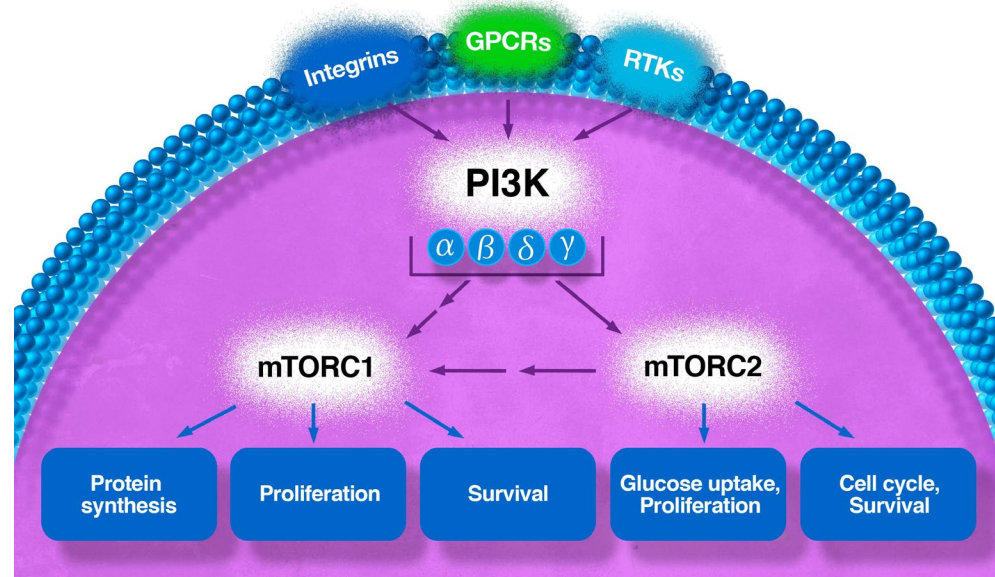 Integrins
GPCRs
RTKs
PI3K
α β δ γ
mTORC1
mTORC2
Protein
synthesis
Proliferation
Survival
Glucose uptake,
Proliferation
Cell cycle,
Survival